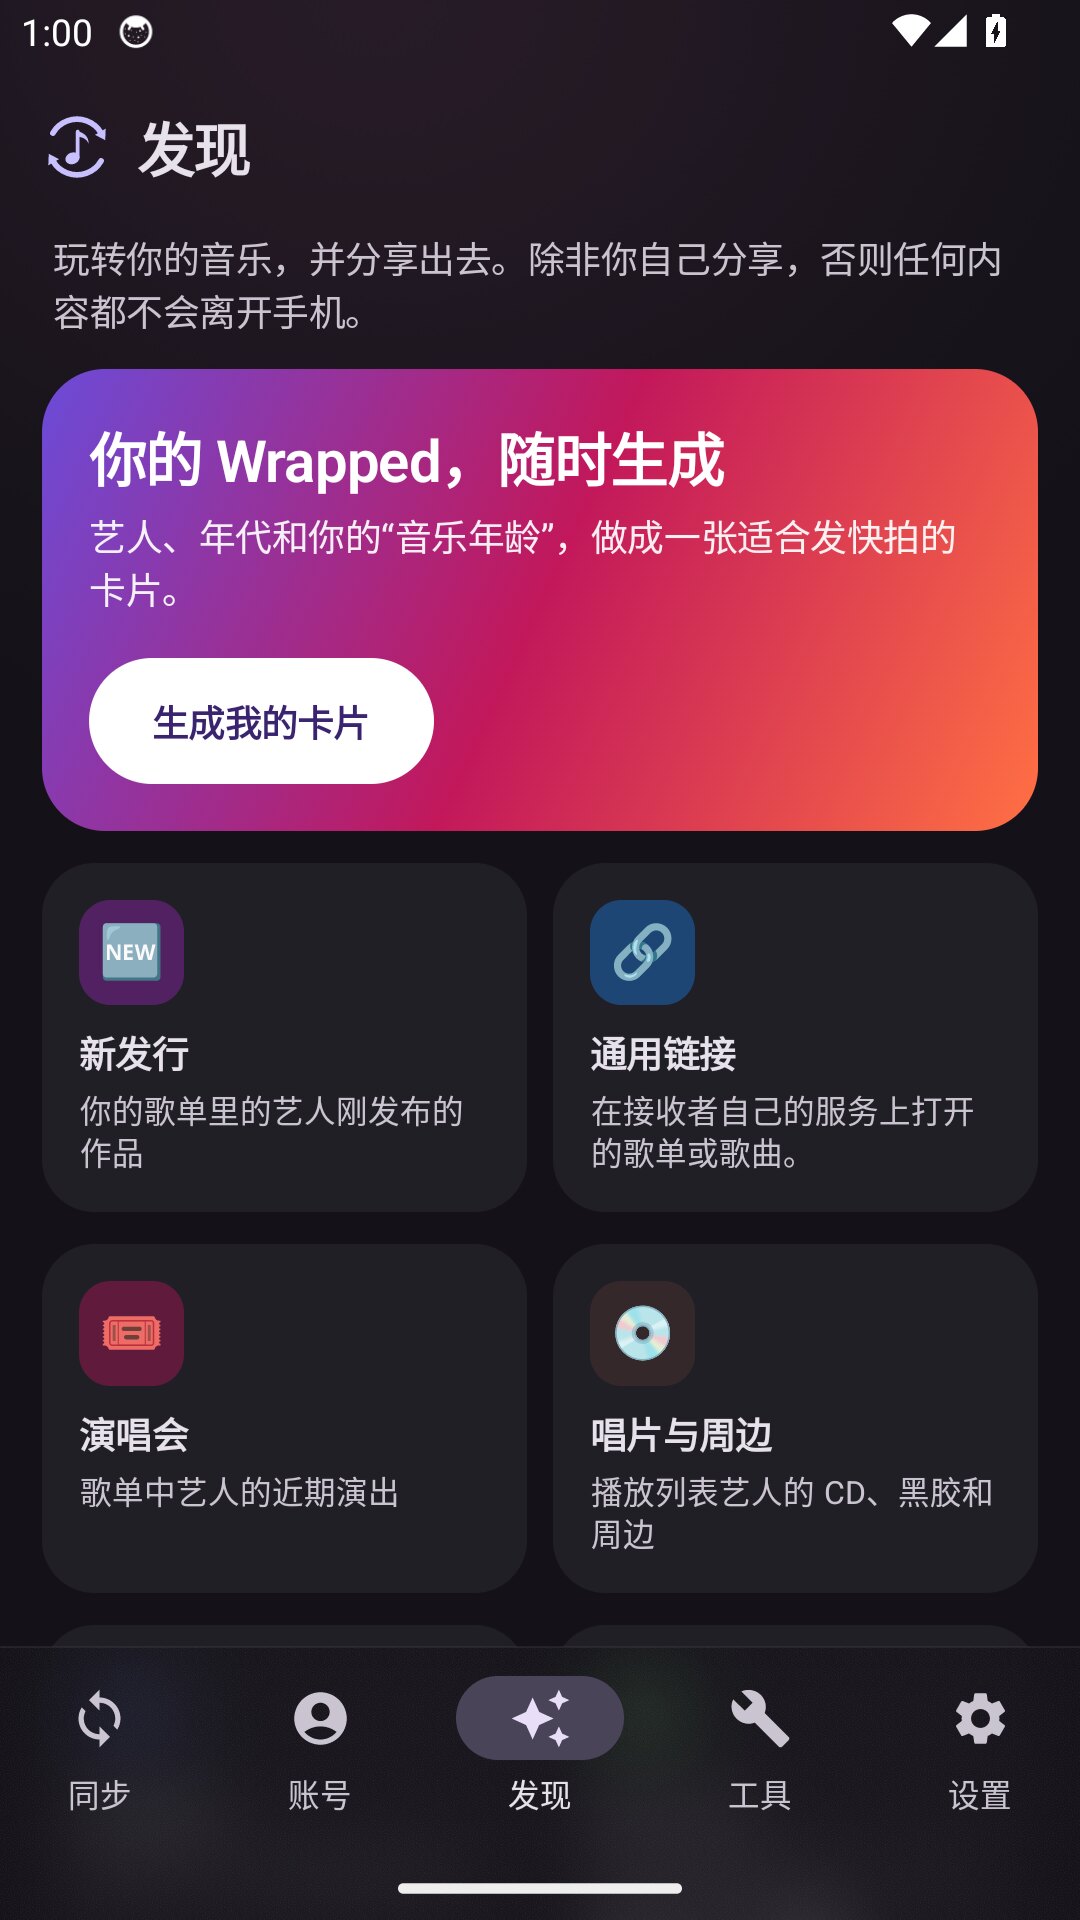 1:00
发现
玩转你的音乐，并分享出去。除非你自己分享，否则任何内
容都不会离开手机。
你的 Wrapped，随时生成
艺人、年代和你的“音乐年龄”，做成一张适合发快拍的
卡片。
生成我的卡片
NEW
新发行
你的歌单里的艺人刚发布的
作品
通用链接
在接收者自己的服务上打开
的歌单或歌曲。
演唱会
歌单中艺人的近期演出
唱片与周边
播放列表艺人的 CD、黑胶和
周边
同步
账号
发现
工具
设置